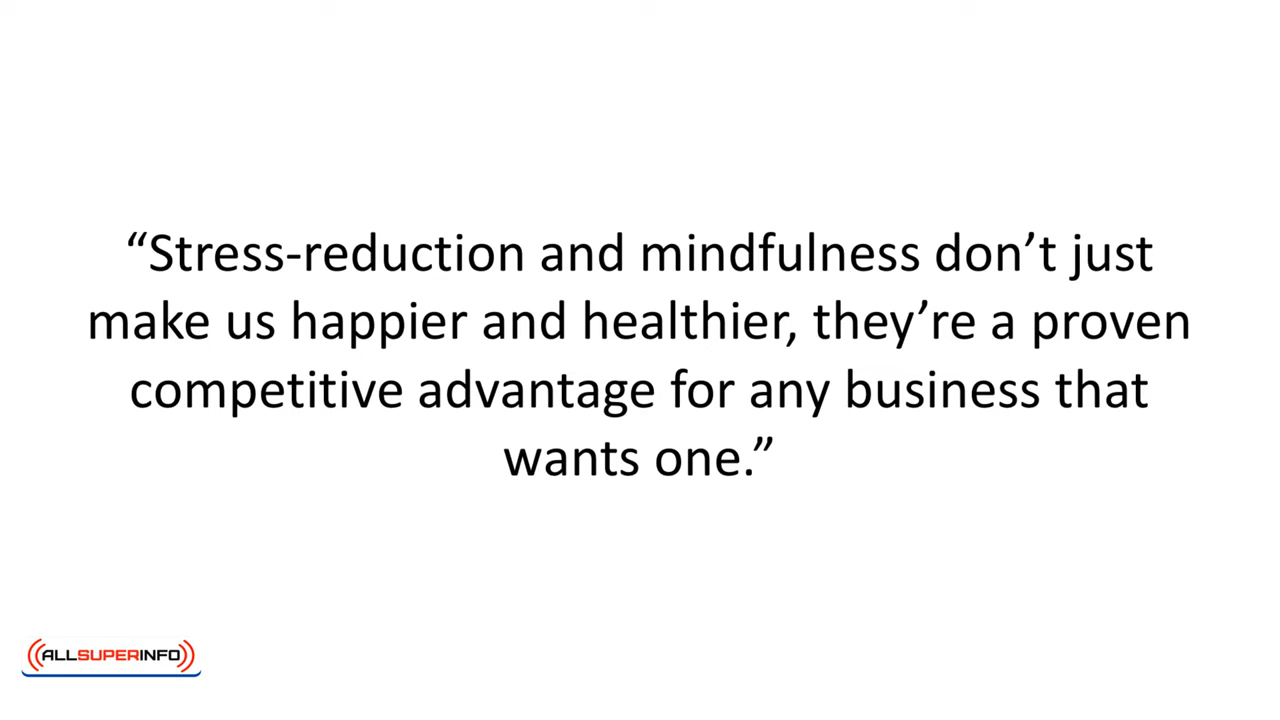 “Stress-reduction and mindfulness don’t just
make us happier and healthier, they’re a proven
competitive advantage for any business that
wants one.”
ALLSUPERINFO